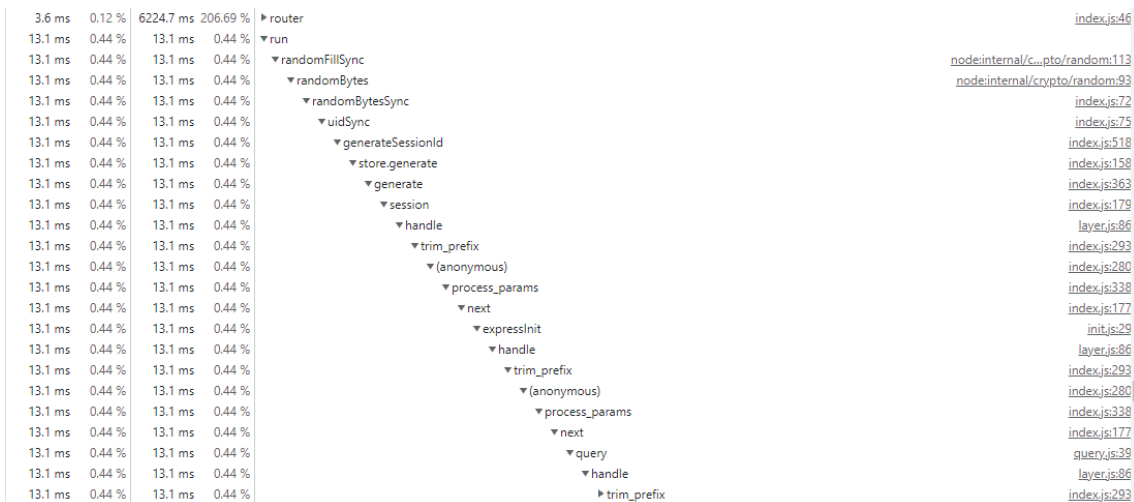 3.6 ms 0.12 % 6224.7 ms 206.69 % ▶ router index.js:46
13.1 ms 0.44 % 13.1 ms 0.44 % ▼ run
13.1 ms 0.44 % 13.1 ms 0.44 % ▼ randomFillSync node:internal/c...pto/random:113
13.1 ms 0.44 % 13.1 ms 0.44 % ▼ randomBytes node:internal/crypto/random:93
13.1 ms 0.44 % 13.1 ms 0.44 % ▼ randomBytesSync index.js:72
13.1 ms 0.44 % 13.1 ms 0.44 % ▼ uidSync index.js:75
13.1 ms 0.44 % 13.1 ms 0.44 % ▼ generateSessionId index.js:518
13.1 ms 0.44 % 13.1 ms 0.44 % ▼ store.generate index.js:158
13.1 ms 0.44 % 13.1 ms 0.44 % ▼ generate index.js:363
13.1 ms 0.44 % 13.1 ms 0.44 % ▼ session index.js:179
13.1 ms 0.44 % 13.1 ms 0.44 % ▼ handle layer.js:86
13.1 ms 0.44 % 13.1 ms 0.44 % ▼ trim_prefix index.js:293
13.1 ms 0.44 % 13.1 ms 0.44 % ▼ (anonymous) index.js:280
13.1 ms 0.44 % 13.1 ms 0.44 % ▼ process_params index.js:338
13.1 ms 0.44 % 13.1 ms 0.44 % ▼ next index.js:177
13.1 ms 0.44 % 13.1 ms 0.44 % ▼ expressInit init.js:29
13.1 ms 0.44 % 13.1 ms 0.44 % ▼ handle layer.js:86
13.1 ms 0.44 % 13.1 ms 0.44 % ▼ trim_prefix index.js:293
13.1 ms 0.44 % 13.1 ms 0.44 % ▼ (anonymous) index.js:280
13.1 ms 0.44 % 13.1 ms 0.44 % ▼ process_params index.js:338
13.1 ms 0.44 % 13.1 ms 0.44 % ▼ next index.js:177
13.1 ms 0.44 % 13.1 ms 0.44 % ▼ query query.js:39
13.1 ms 0.44 % 13.1 ms 0.44 % ▼ handle layer.js:86
13.1 ms 0.44 % 13.1 ms 0.44 % ▶ trim_prefix index.js:293